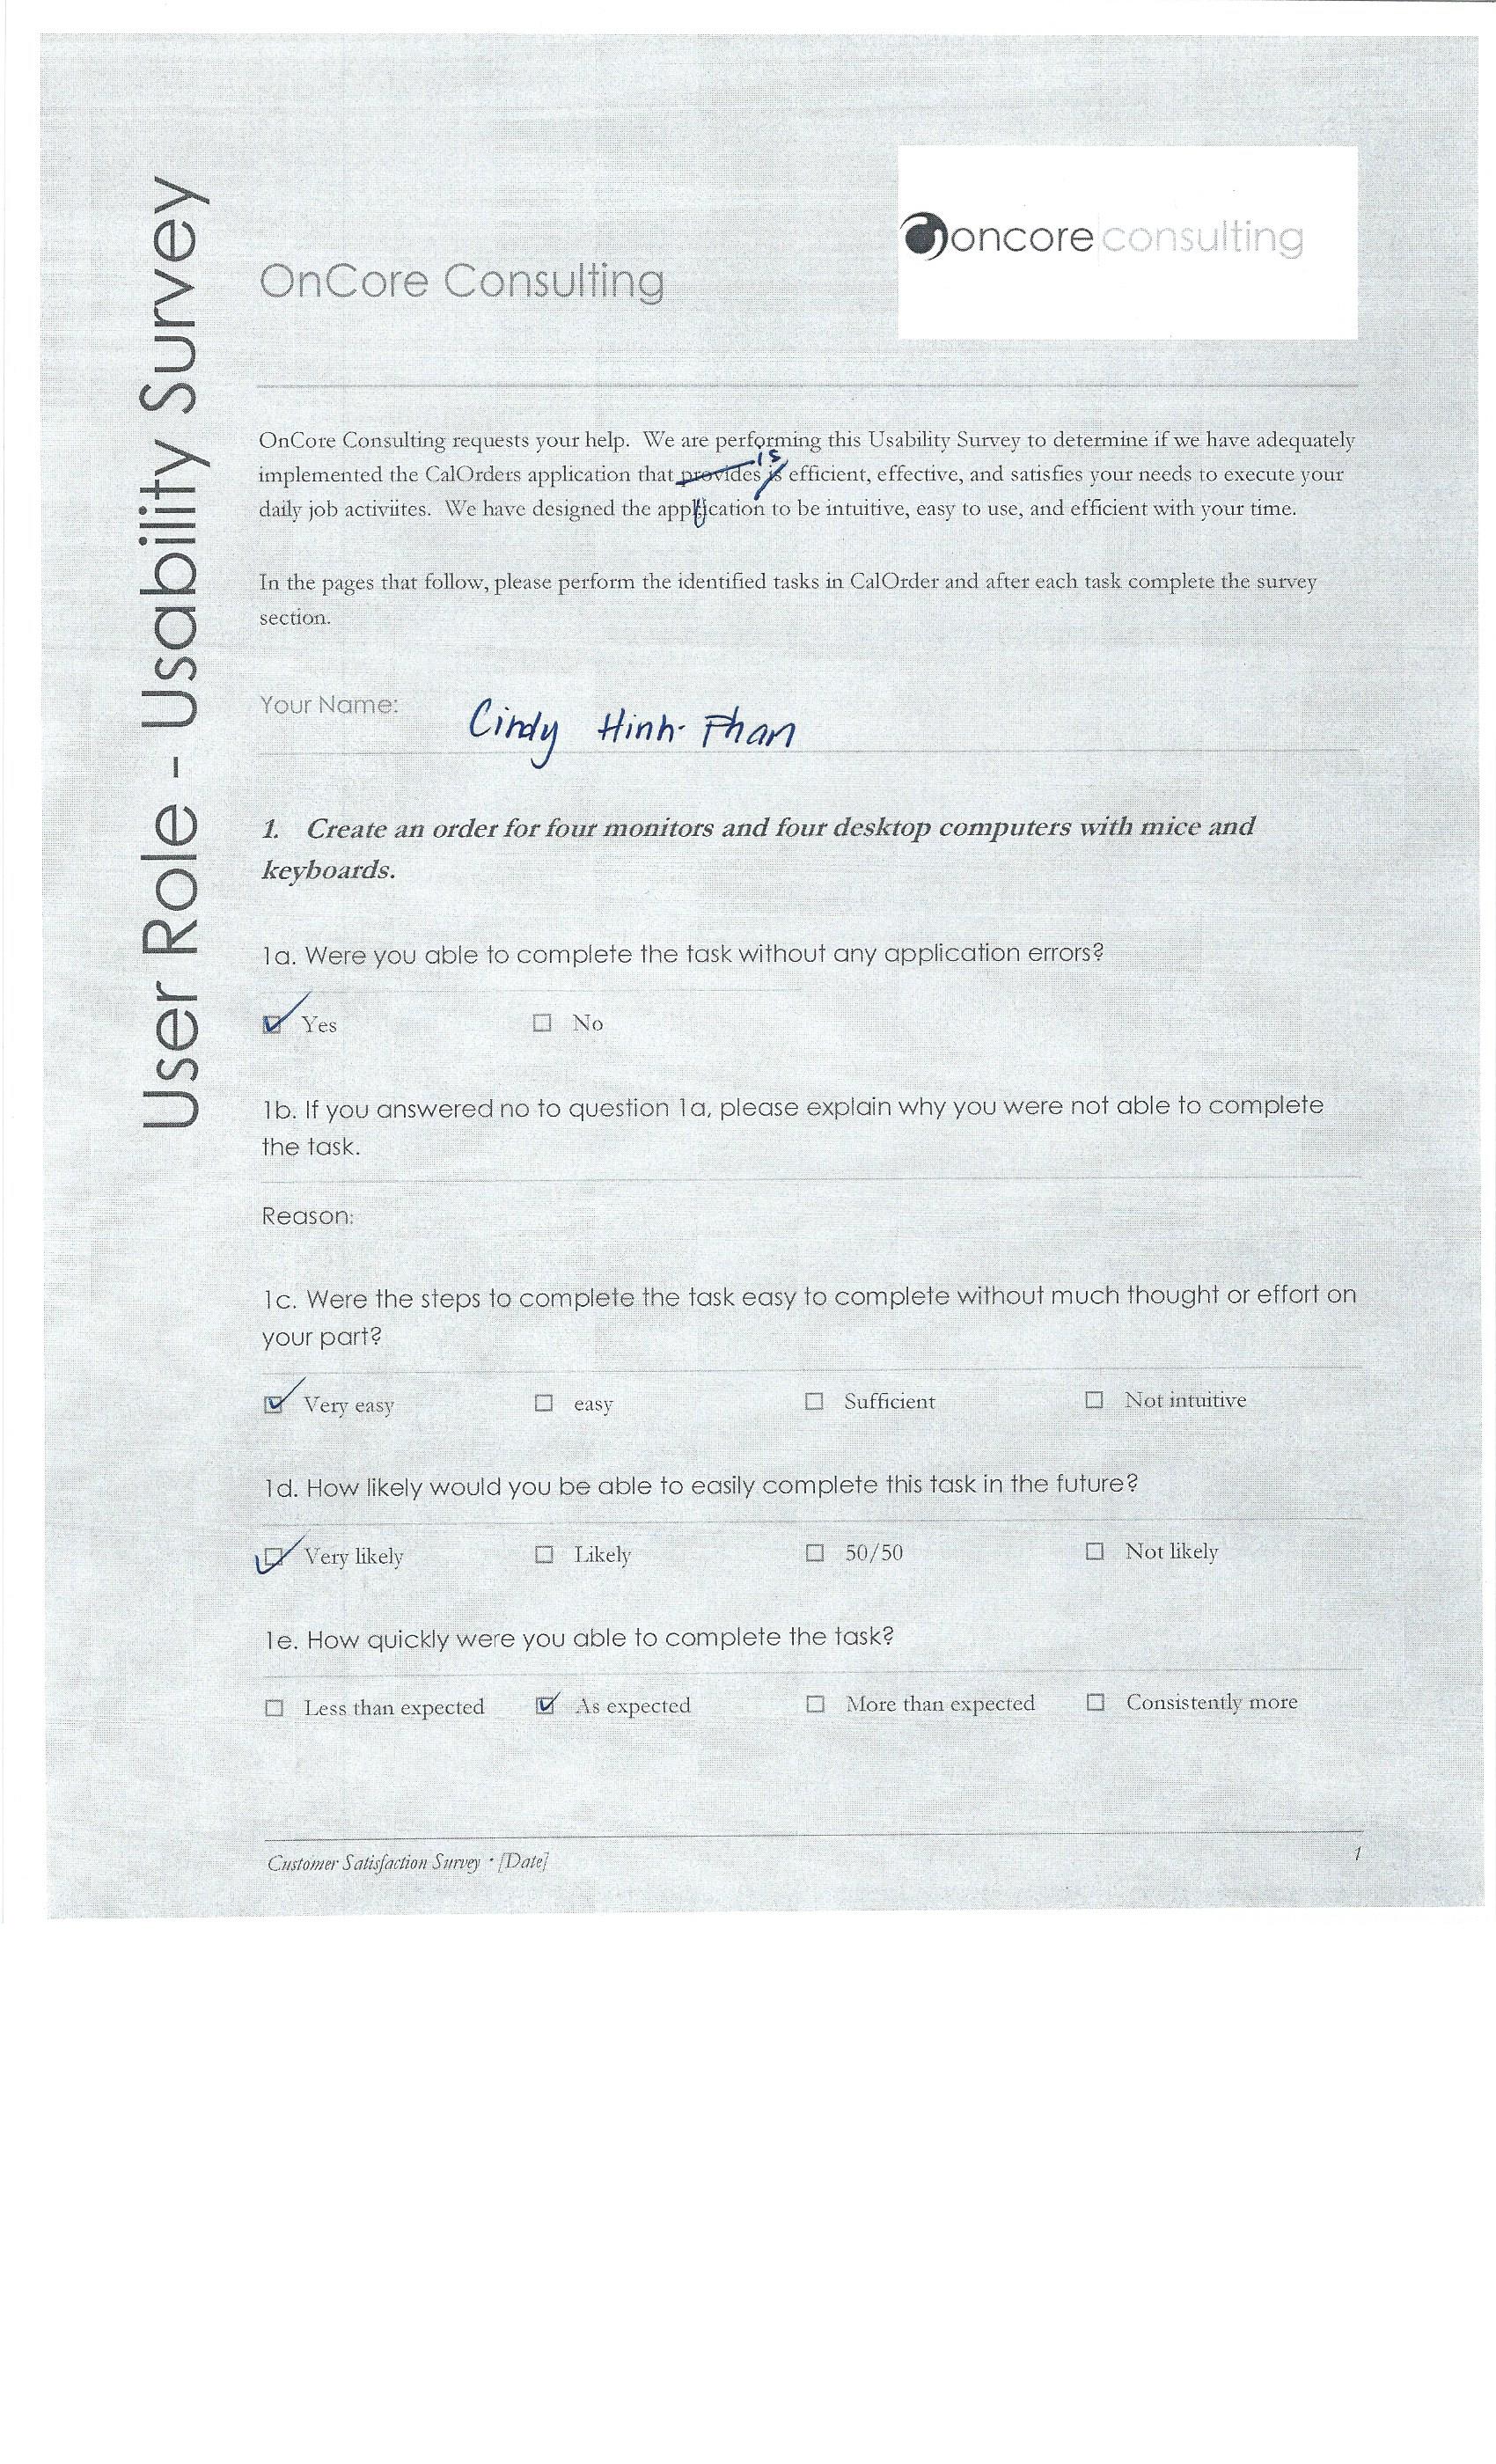 User Role - Usability Survey
oncore consulting
OnCore Consulting
OnCore Consulting requests your help. We are performing this Usability Survey to determine if we have adequately
is
implemented the CalOrders application that provides is efficient, effective, and satisfies your needs to execute your
daily job activiites. We have designed the application to be intuitive, easy to use, and efficient with your time.
In the pages that follow, please perform the identified tasks in CalOrder and after each task complete the survey
section.
Your Name: Cindy Hinh-Phan
1. Create an order for four monitors and four desktop computers with mice and
keyboards.
1a. Were you able to complete the task without any application errors?
☑ Yes ☐ No
1b. If you answered no to question 1a, please explain why you were not able to complete
the task.
Reason:
1c. Were the steps to complete the task easy to complete without much thought or effort on
your part?
☑ Very easy ☐ easy ☐ Sufficient ☐ Not intuitive
1d. How likely would you be able to easily complete this task in the future?
☑ Very likely ☐ Likely ☐ 50/50 ☐ Not likely
1e. How quickly were you able to complete the task?
☐ Less than expected ☑ As expected ☐ More than expected ☐ Consistently more
Customer Satisfaction Survey · [Date] 1